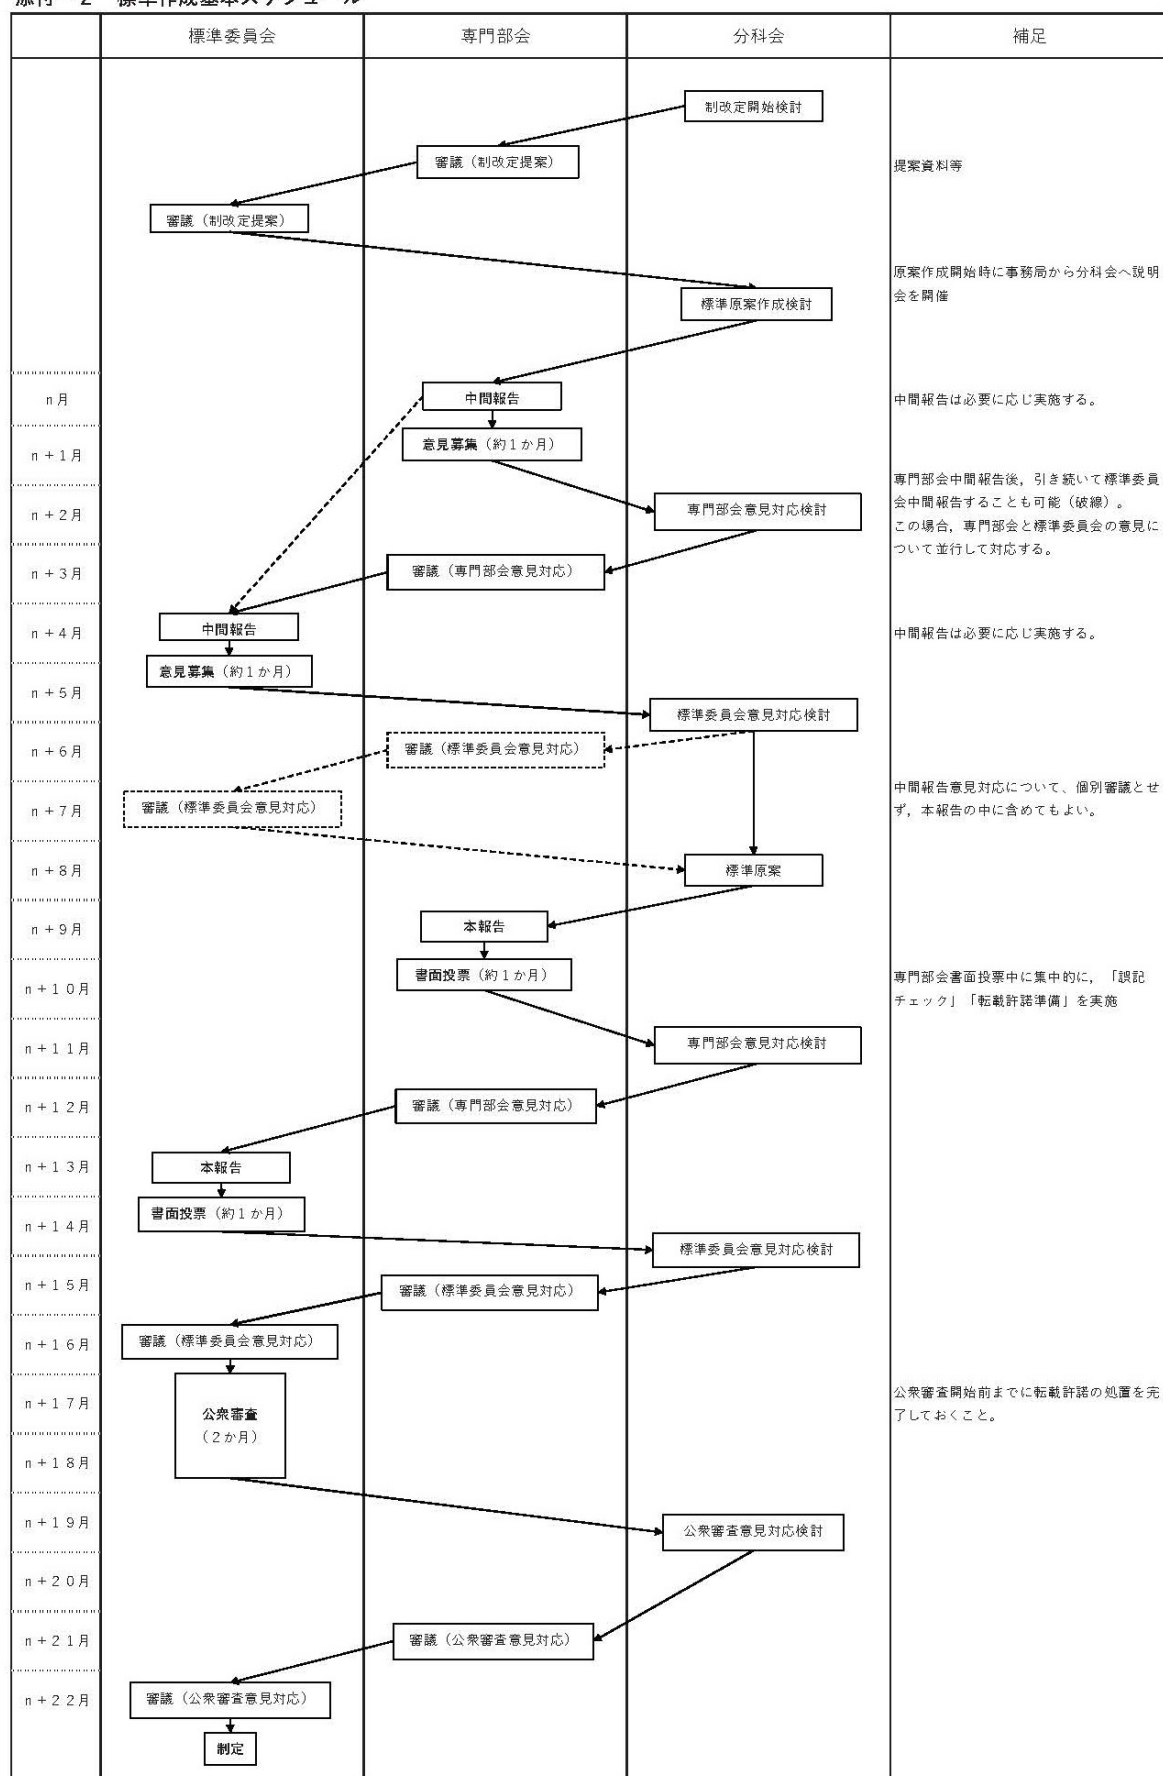 添付－2 標準作成基本スケジュール
標準委員会 専門部会 分科会 補足
制改定開始検討
審議（制改定提案） 提案資料等
審議（制改定提案）
原案作成開始時に事務局から分科会へ説明
会を開催
標準原案作成検討
n月 中間報告 中間報告は必要に応じ実施する。
意見募集（約１か月）
n＋１月
専門部会中間報告後，引き続いて標準委員
会中間報告することも可能（破線）。
n＋２月 専門部会意見対応検討
この場合，専門部会と標準委員会の意見に
ついて並行して対応する。
n＋３月 審議（専門部会意見対応）
n＋４月 中間報告 中間報告は必要に応じ実施する。
意見募集（約１か月）
n＋５月
標準委員会意見対応検討
n＋６月 審議（標準委員会意見対応）
中間報告意見対応について、個別審議とせ
n＋７月 審議（標準委員会意見対応） ず，本報告の中に含めてもよい。
n＋８月 標準原案
n＋９月 本報告
書面投票（約１か月） 専門部会書面投票中に集中的に，「誤記
n＋１０月 チェック」「転載許諾準備」を実施
n＋１１月 専門部会意見対応検討
n＋１２月 審議（専門部会意見対応）
n＋１３月 本報告
書面投票（約１か月）
n＋１４月
標準委員会意見対応検討
n＋１５月 審議（標準委員会意見対応）
n＋１６月 審議（標準委員会意見対応）
公衆審査開始前までに転載許諾の処置を完
n＋１７月
公衆審査 了しておくこと。
（２か月）
n＋１８月
n＋１９月 公衆審査意見対応検討
n＋２０月
n＋２１月 審議（公衆審査意見対応）
n＋２２月 審議（公衆審査意見対応）
制定